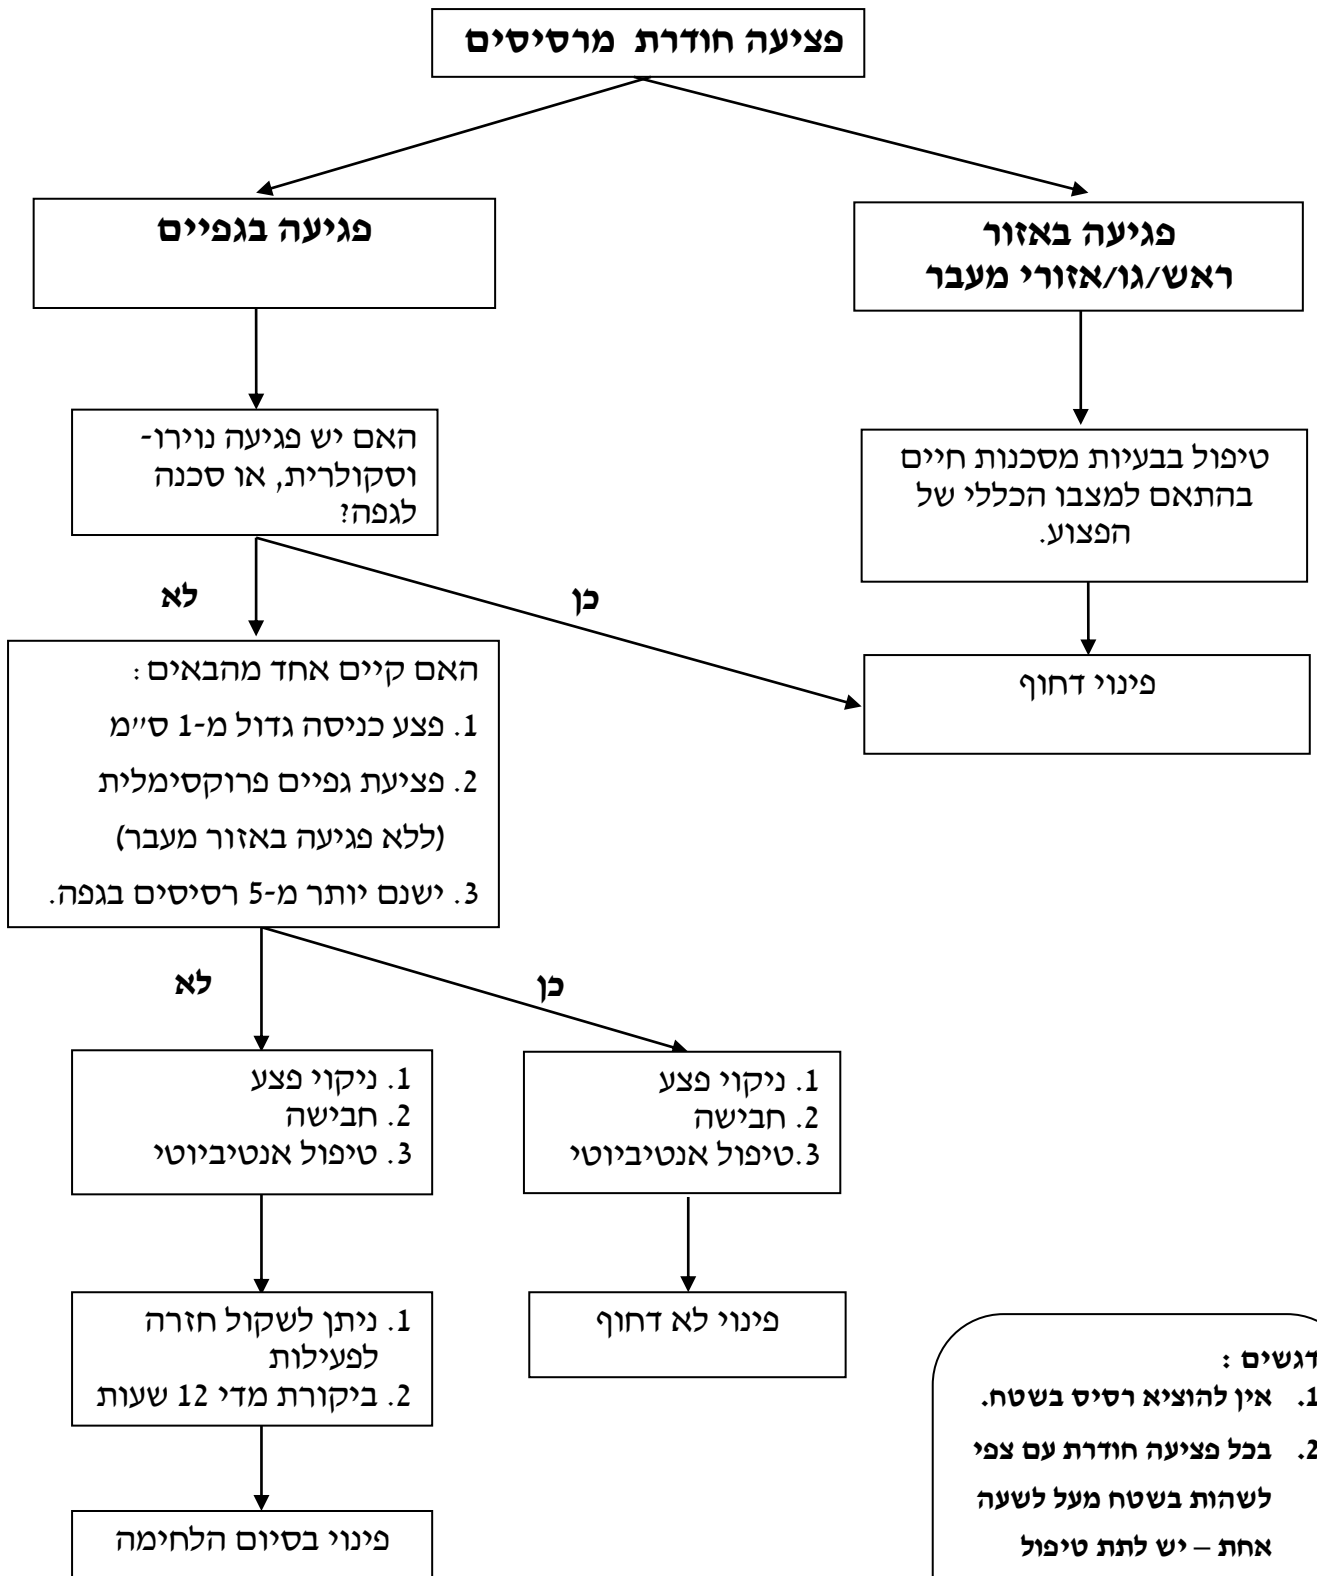 פציעה חודרת מרסיסים
פגיעה באזור
ראש/גו/אזורי מעבר
פגיעה בגפיים
טיפול בבעיות מסכנות חיים
בהתאם למצבו הכללי של
הפצוע.
האם יש פגיעה נוירו-
וסקולרית, או סכנה
לגפה?
כן
לא
פינוי דחוף
האם קיים אחד מהבאים :
1. פצע כניסה גדול מ-1 ס״מ
2. פציעת גפיים פרוקסימלית
(ללא פגיעה באזור מעבר)
3. ישנם יותר מ-5 רסיסים בגפה.
כן
לא
1. ניקוי פצע
2. חבישה
3.טיפול אנטיביוטי
1. ניקוי פצע
2. חבישה
3. טיפול אנטיביוטי
פינוי לא דחוף
1. ניתן לשקול חזרה
לפעילות
2. ביקורת מדי 12 שעות
פינוי בסיום הלחימה
דגשים :
1. אין להוציא רסיס בשטח.
2. בכל פציעה חודרת עם צפי
לשהות בשטח מעל לשעה
אחת – יש לתת טיפול